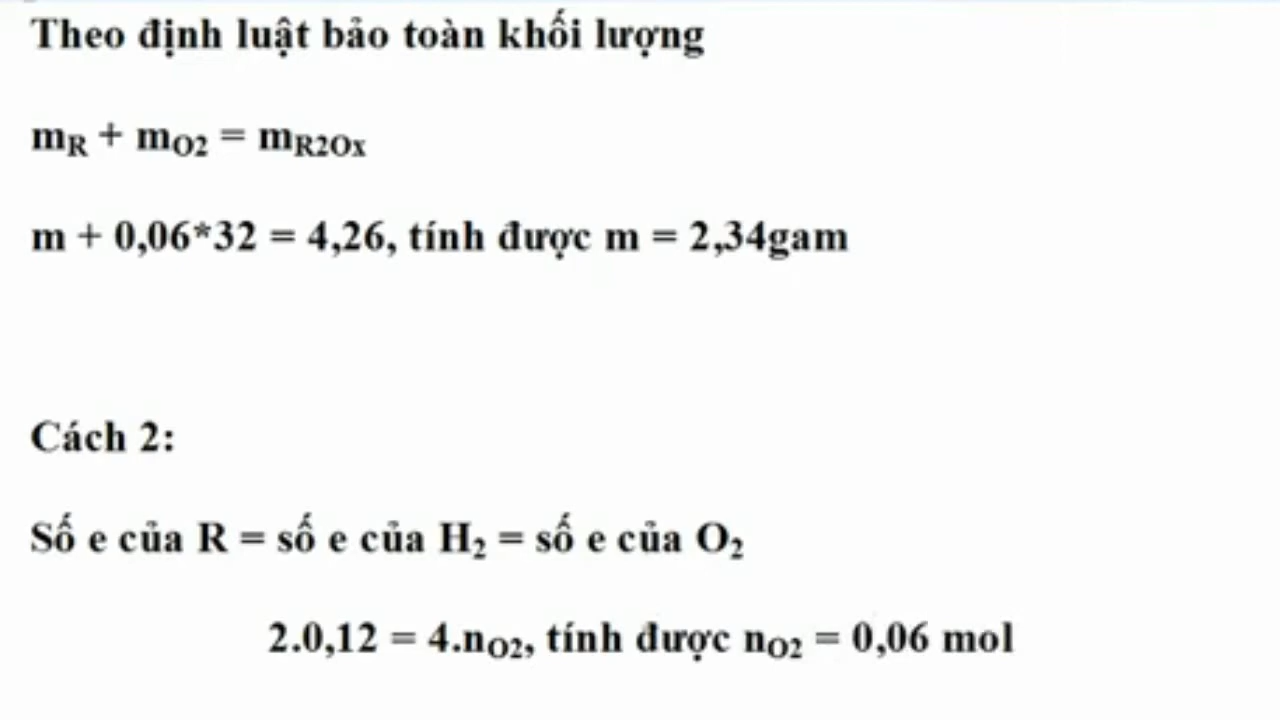 Theo định luật bảo toàn khối lượng
mR + mO2 = mR2Ox
m + 0,06*32 = 4,26, tính được m = 2,34gam
Cách 2:
Số e của R = số e của H2 = số e của O2
2.0,12 = 4.nO2, tính được nO2 = 0,06 mol